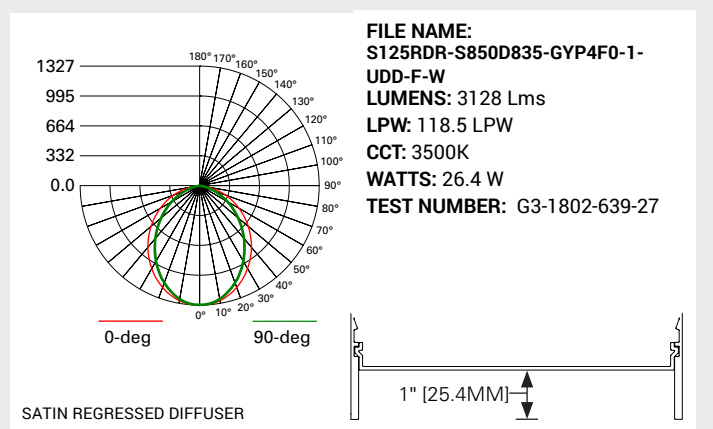 FILE NAME:
S125RDR-S850D835-GYP4F0-1-
UDD-F-W
LUMENS: 3128 Lms
LPW: 118.5 LPW
CCT: 3500K
WATTS: 26.4 W
TEST NUMBER: G3-1802-639-27
1327
995
664
332
0.0
180°
170°
160°
150°
140°
130°
120°
110°
100°
90°
80°
70°
60°
50°
40°
30°
20°
10°
0°
0-deg
90-deg
1" [25.4MM]
SATIN REGRESSED DIFFUSER